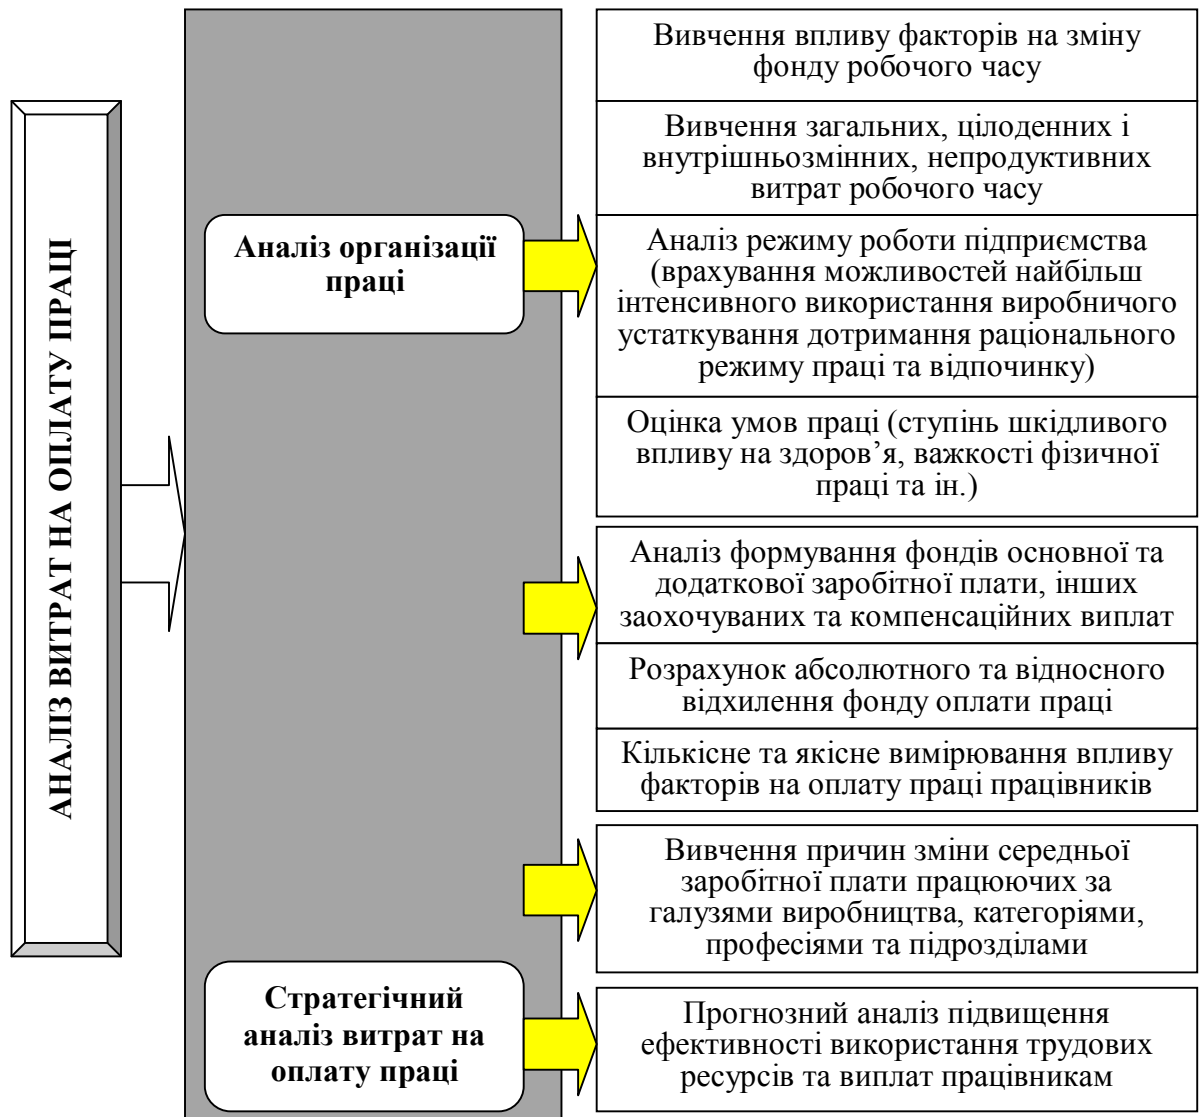 АНАЛІЗ ВИТРАТ НА ОПЛАТУ ПРАЦІ
Аналіз організації
праці
Вивчення впливу факторів на зміну
фонду робочого часу
Вивчення загальних, цілоденних і
внутрішньозмінних, непродуктивних
витрат робочого часу
Аналіз режиму роботи підприємства
(врахування можливостей найбільш
інтенсивного використання виробничого
устаткування дотримання раціонального
режиму праці та відпочинку)
Оцінка умов праці (ступінь шкідливого
впливу на здоров’я, важкості фізичної
праці та ін.)
Аналіз формування фондів основної та
додаткової заробітної плати, інших
заохочуваних та компенсаційних виплат
Розрахунок абсолютного та відносного
відхилення фонду оплати праці
Кількісне та якісне вимірювання впливу
факторів на оплату праці працівників
Вивчення причин зміни середньої
заробітної плати працюючих за
галузями виробництва, категоріями,
професіями та підрозділами
Стратегічний
аналіз витрат на
оплату праці
Прогнозний аналіз підвищення
ефективності використання трудових
ресурсів та виплат працівникам